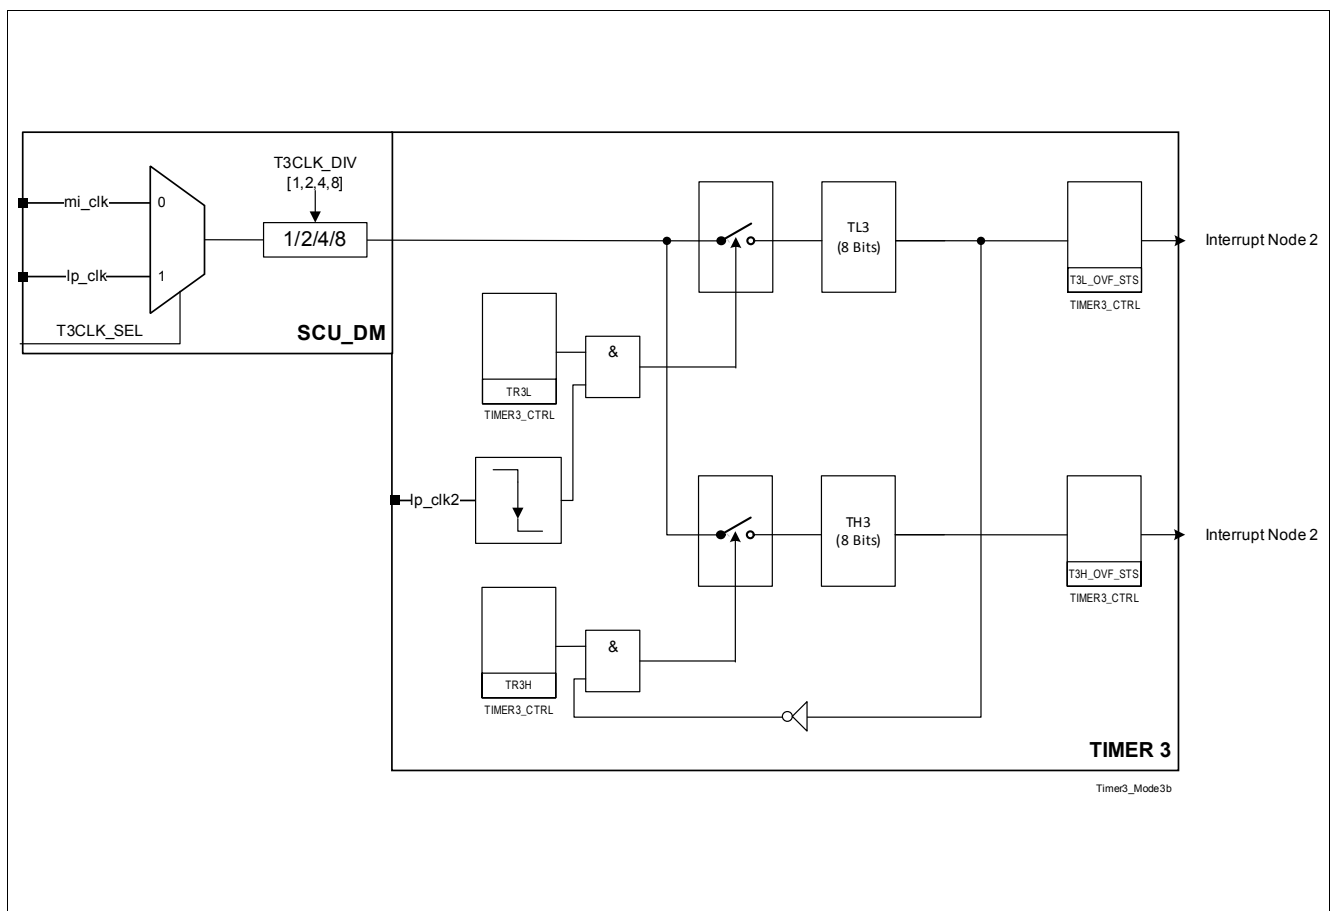 T3CLK_DIV
[1,2,4,8]
mi_clk
0
1/2/4/8
lp_clk
1
T3CLK_SEL
SCU_DM
TL3
(8 Bits)
T3L_OVF_STS
TIMER3_CTRL
Interrupt Node 2
&
TR3L
TIMER3_CTRL
lp_clk2
TH3
(8 Bits)
T3H_OVF_STS
TIMER3_CTRL
Interrupt Node 2
&
TR3H
TIMER3_CTRL
TIMER 3
Timer3_Mode3b